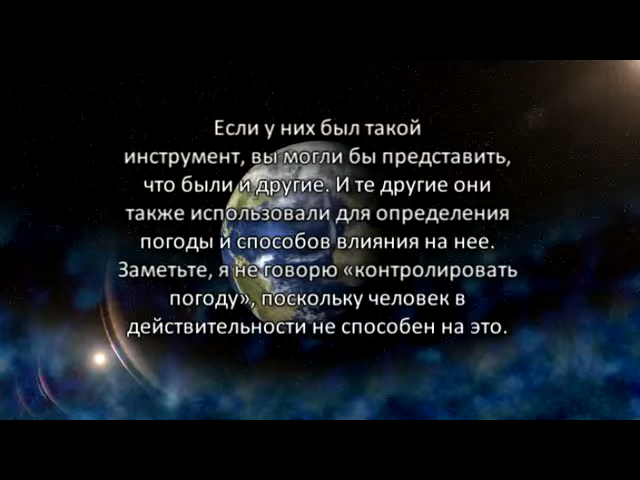 Если у них был такой
инструмент, вы могли бы представить,
что были и другие. И те другие они
также использовали для определения
погоды и способов влияния на нее.
Заметьте, я не говорю «контролировать
погоду», поскольку человек в
действительности не способен на это.